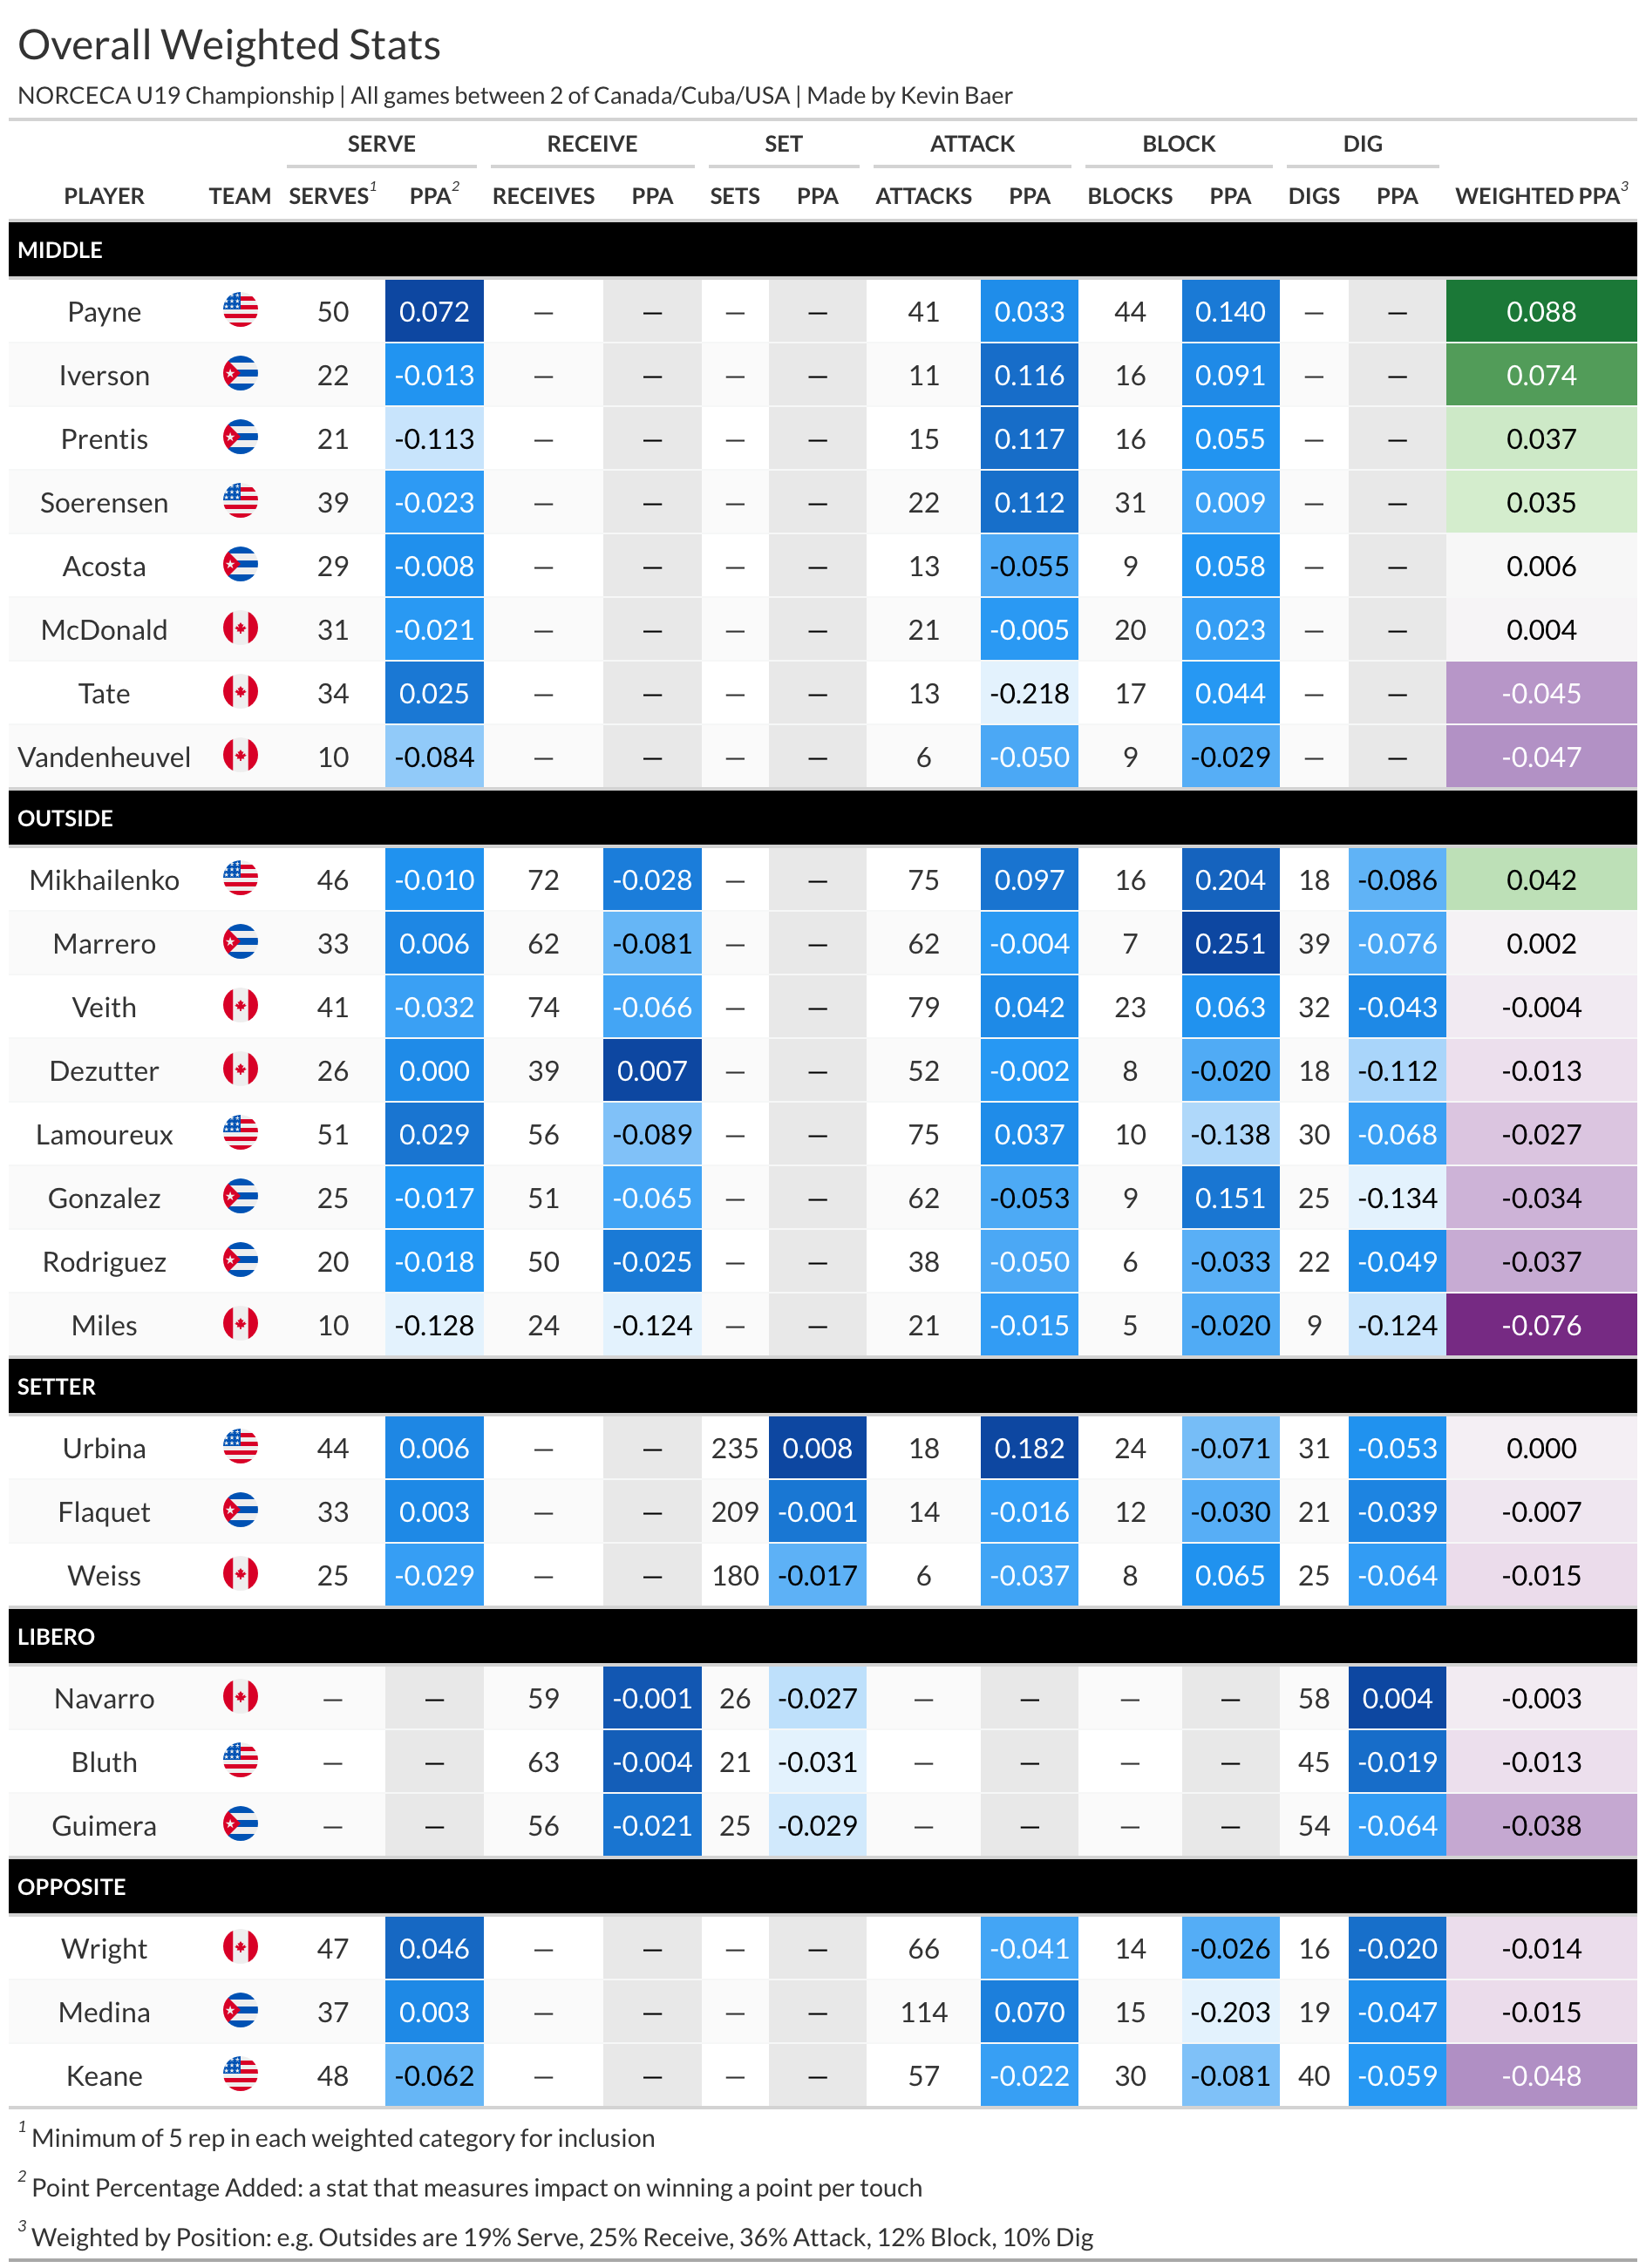 Overall Weighted Stats
NORCECA U19 Championship | All games between 2 of Canada/Cuba/USA | Made by Kevin Baer
SERVE RECEIVE SET ATTACK BLOCK DIG
PLAYER TEAM SERVES1 PPA2 RECEIVES PPA SETS PPA ATTACKS PPA BLOCKS PPA DIGS PPA WEIGHTED PPA3
MIDDLE
Payne 50 0.072 — — — — 41 0.033 44 0.140 — — 0.088
Iverson 22 -0.013 — — — — 11 0.116 16 0.091 — — 0.074
Prentis 21 -0.113 — — — — 15 0.117 16 0.055 — — 0.037
Soerensen 39 -0.023 — — — — 22 0.112 31 0.009 — — 0.035
Acosta 29 -0.008 — — — — 13 -0.055 9 0.058 — — 0.006
McDonald 31 -0.021 — — — — 21 -0.005 20 0.023 — — 0.004
Tate 34 0.025 — — — — 13 -0.218 17 0.044 — — -0.045
Vandenheuvel 10 -0.084 — — — — 6 -0.050 9 -0.029 — — -0.047
OUTSIDE
Mikhailenko 46 -0.010 72 -0.028 — — 75 0.097 16 0.204 18 -0.086 0.042
Marrero 33 0.006 62 -0.081 — — 62 -0.004 7 0.251 39 -0.076 0.002
Veith 41 -0.032 74 -0.066 — — 79 0.042 23 0.063 32 -0.043 -0.004
Dezutter 26 0.000 39 0.007 — — 52 -0.002 8 -0.020 18 -0.112 -0.013
Lamoureux 51 0.029 56 -0.089 — — 75 0.037 10 -0.138 30 -0.068 -0.027
Gonzalez 25 -0.017 51 -0.065 — — 62 -0.053 9 0.151 25 -0.134 -0.034
Rodriguez 20 -0.018 50 -0.025 — — 38 -0.050 6 -0.033 22 -0.049 -0.037
Miles 10 -0.128 24 -0.124 — — 21 -0.015 5 -0.020 9 -0.124 -0.076
SETTER
Urbina 44 0.006 — — 235 0.008 18 0.182 24 -0.071 31 -0.053 0.000
Flaquet 33 0.003 — — 209 -0.001 14 -0.016 12 -0.030 21 -0.039 -0.007
Weiss 25 -0.029 — — 180 -0.017 6 -0.037 8 0.065 25 -0.064 -0.015
LIBERO
Navarro — — 59 -0.001 26 -0.027 — — — — 58 0.004 -0.003
Bluth — — 63 -0.004 21 -0.031 — — — — 45 -0.019 -0.013
Guimera — — 56 -0.021 25 -0.029 — — — — 54 -0.064 -0.038
OPPOSITE
Wright 47 0.046 — — — — 66 -0.041 14 -0.026 16 -0.020 -0.014
Medina 37 0.003 — — — — 114 0.070 15 -0.203 19 -0.047 -0.015
Keane 48 -0.062 — — — — 57 -0.022 30 -0.081 40 -0.059 -0.048
1 Minimum of 5 rep in each weighted category for inclusion
2 Point Percentage Added: a stat that measures impact on winning a point per touch
3 Weighted by Position: e.g. Outsides are 19% Serve, 25% Receive, 36% Attack, 12% Block, 10% Dig